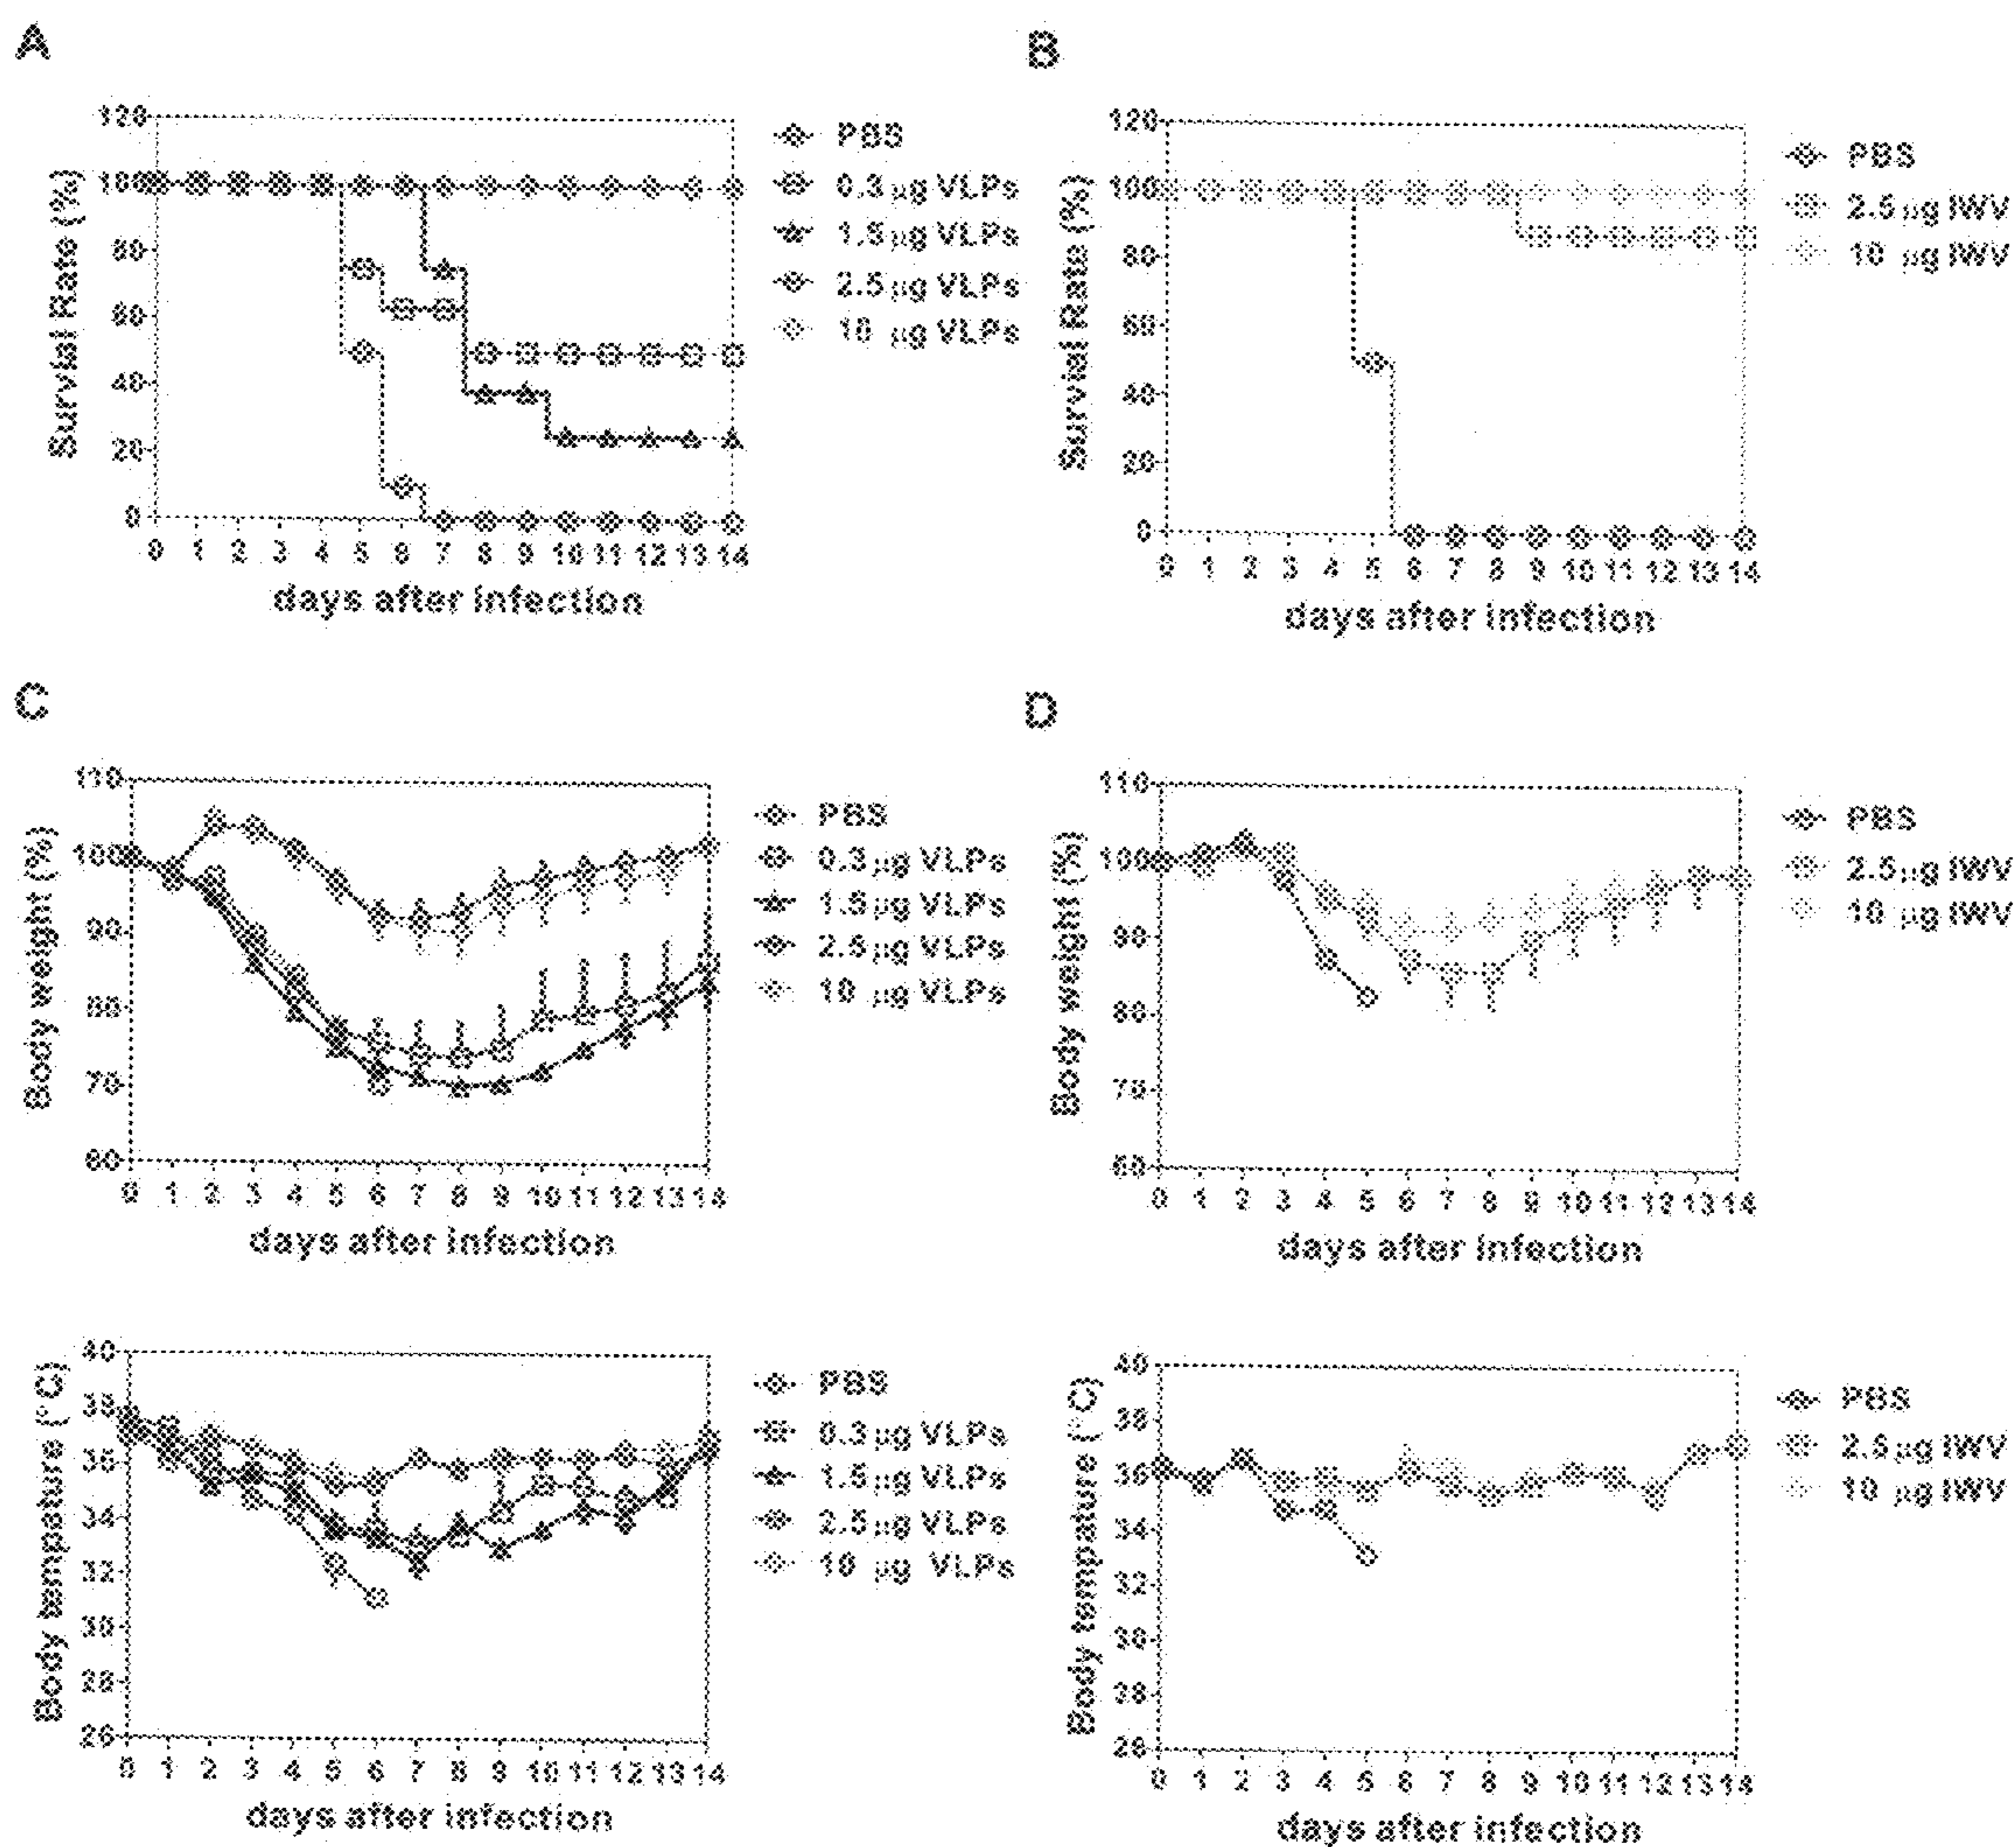 A
120
100
80
60
40
20
0
Survial Rate (%)
0 1 2 3 4 5 6 7 8 9 10 11 12 13 14
days after infection
PBS
0.3 µg VLPs
1.5 µg VLPs
2.5 µg VLPs
10 µg VLPs
B
120
100
80
60
40
20
0
Survial Rate (%)
0 1 2 3 4 5 6 7 8 9 10 11 12 13 14
days after infection
PBS
2.5 µg IWV
10 µg IWV
C
110
100
90
80
70
60
Body weight (%)
0 1 2 3 4 5 6 7 8 9 10 11 12 13 14
days after infection
PBS
0.3 µg VLPs
1.5 µg VLPs
2.5 µg VLPs
10 µg VLPs
D
110
100
90
80
70
60
Body weight (%)
0 1 2 3 4 5 6 7 8 9 10 11 12 13 14
days after infection
PBS
2.5 µg IWV
10 µg IWV
40
38
36
34
32
30
28
26
Body tempature (°C)
0 1 2 3 4 5 6 7 8 9 10 11 12 13 14
days after infection
PBS
0.3 µg VLPs
1.5 µg VLPs
2.5 µg VLPs
10 µg VLPs
40
38
36
34
32
30
28
26
Body tempature (°C)
0 1 2 3 4 5 6 7 8 9 10 11 12 13 14
days after infection
PBS
2.5 µg IWV
10 µg IWV